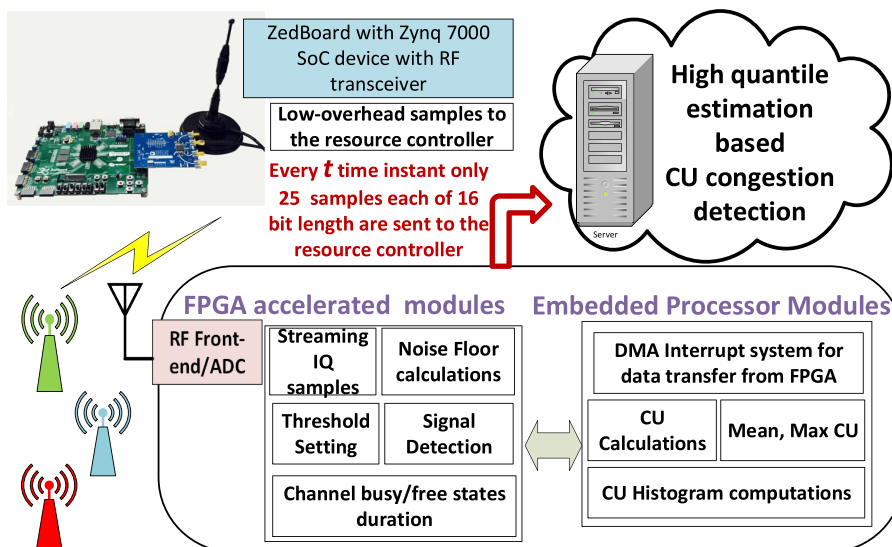 ZedBoard with Zynq 7000
SoC device with RF
transceiver
Low-overhead samples to
the resource controller
Every t time instant only
25 samples each of 16
bit length are sent to the
resource controller
High quantile
estimation
based
CU congestion
detection
Server
FPGA accelerated modules
Embedded Processor Modules
RF Front-
end/ADC
Streaming
IQ
samples
Noise Floor
calculations
Threshold
Setting
Signal
Detection
Channel busy/free states
duration
DMA Interrupt system for
data transfer from FPGA
CU
Calculations
Mean, Max CU
CU Histogram computations